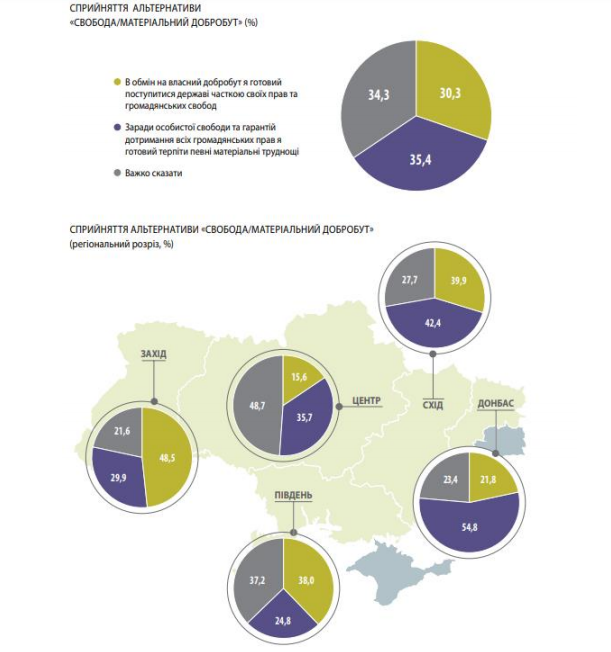 СПРИЙНЯТТЯ АЛЬТЕРНАТИВИ
«СВОБОДА/МАТЕРІАЛЬНИЙ ДОБРОБУТ» (%)
В обмін на власний добробут я готовий
поступитися державі часткою своїх прав та
громадянських свобод
Заради особистої свободи та гарантій
дотримання всіх громадянських прав я
готовий терпіти певні матеріальні труднощі
Важко сказати
34,3
30,3
35,4
СПРИЙНЯТТЯ АЛЬТЕРНАТИВИ «СВОБОДА/МАТЕРІАЛЬНИЙ ДОБРОБУТ»
(регіональний розріз, %)
27,7
39,9
42,4
СХІД
ЗАХІД
21,6
48,5
29,9
15,6
48,7
35,7
ЦЕНТР
ДОНБАС
23,4
21,8
54,8
ПІВДЕНЬ
37,2
38,0
24,8